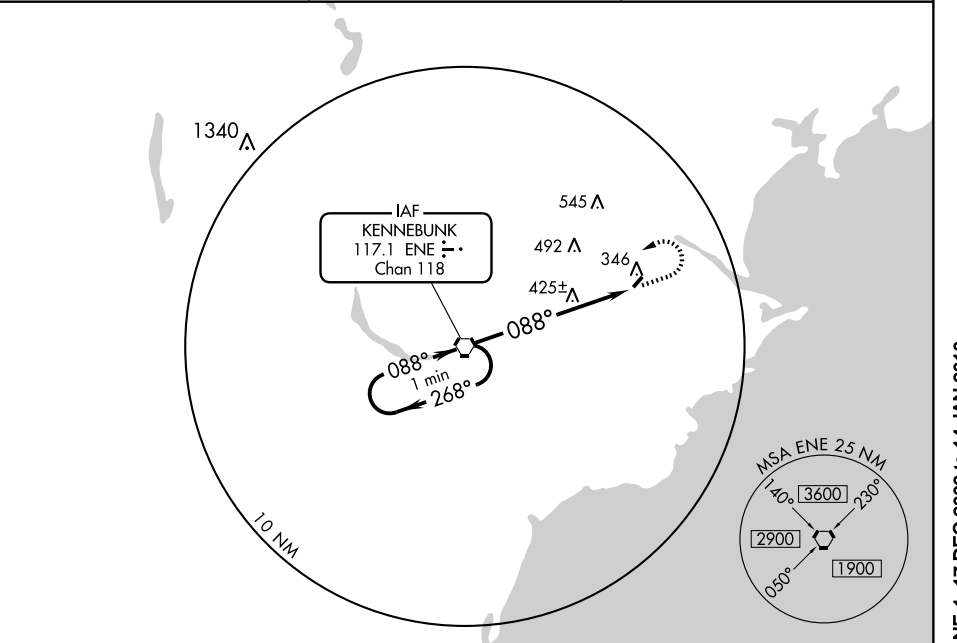 1340
545
IAF
KENNEBUNK
117.1 ENE
Chan 118
492
346
425±
088°
088°
1 min
268°
10 NM
MSA ENE 25 NM
140°
3600
230°
2900
1900
050°